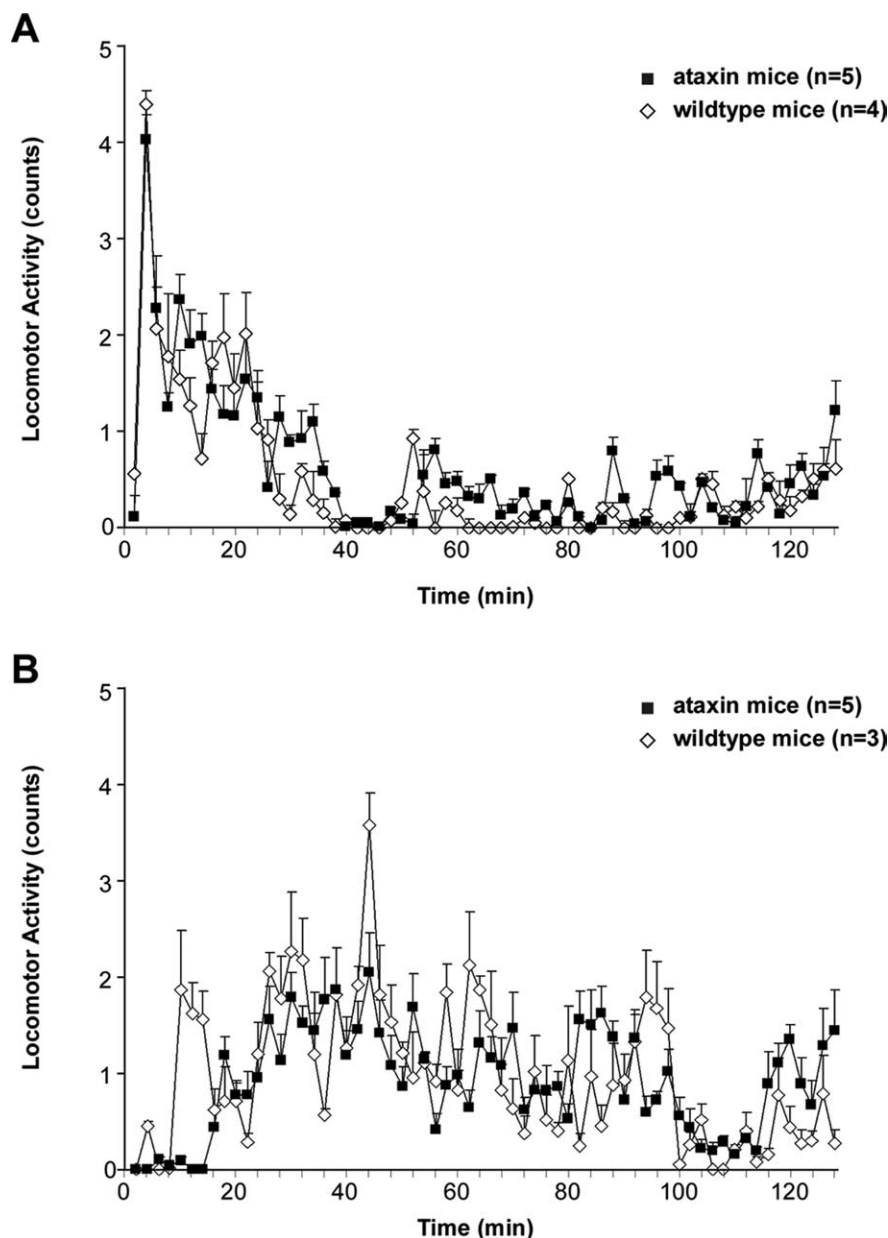 A
5
4
3
2
1
0
Locomotor Activity (counts)
ataxin mice (n=5)
wildtype mice (n=4)
0 20 40 60 80 100 120
Time (min)
B
5
4
3
2
1
0
Locomotor Activity (counts)
ataxin mice (n=5)
wildtype mice (n=3)
0 20 40 60 80 100 120
Time (min)